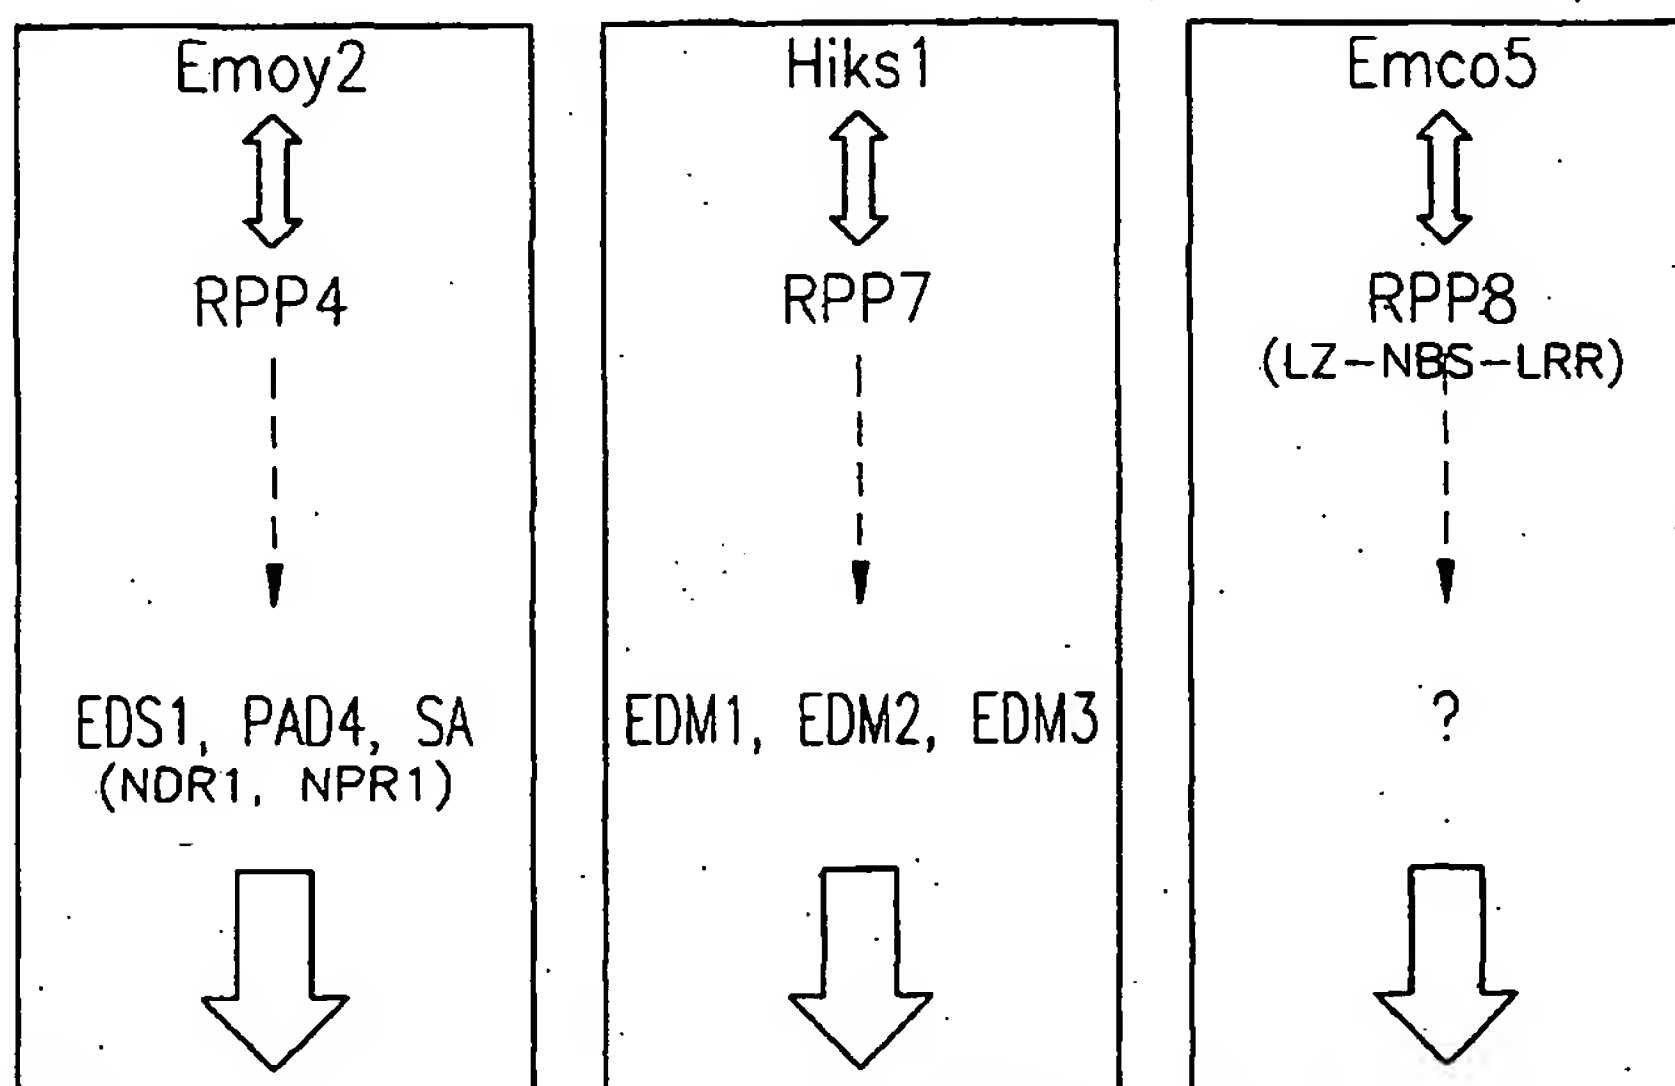 Emoy2
RPP4
EDS1, PAD4, SA
(NDR1, NPR1)
Hiks1
RPP7
EDM1, EDM2, EDM3
Emco5
RPP8
(LZ-NBS-LRR)
?